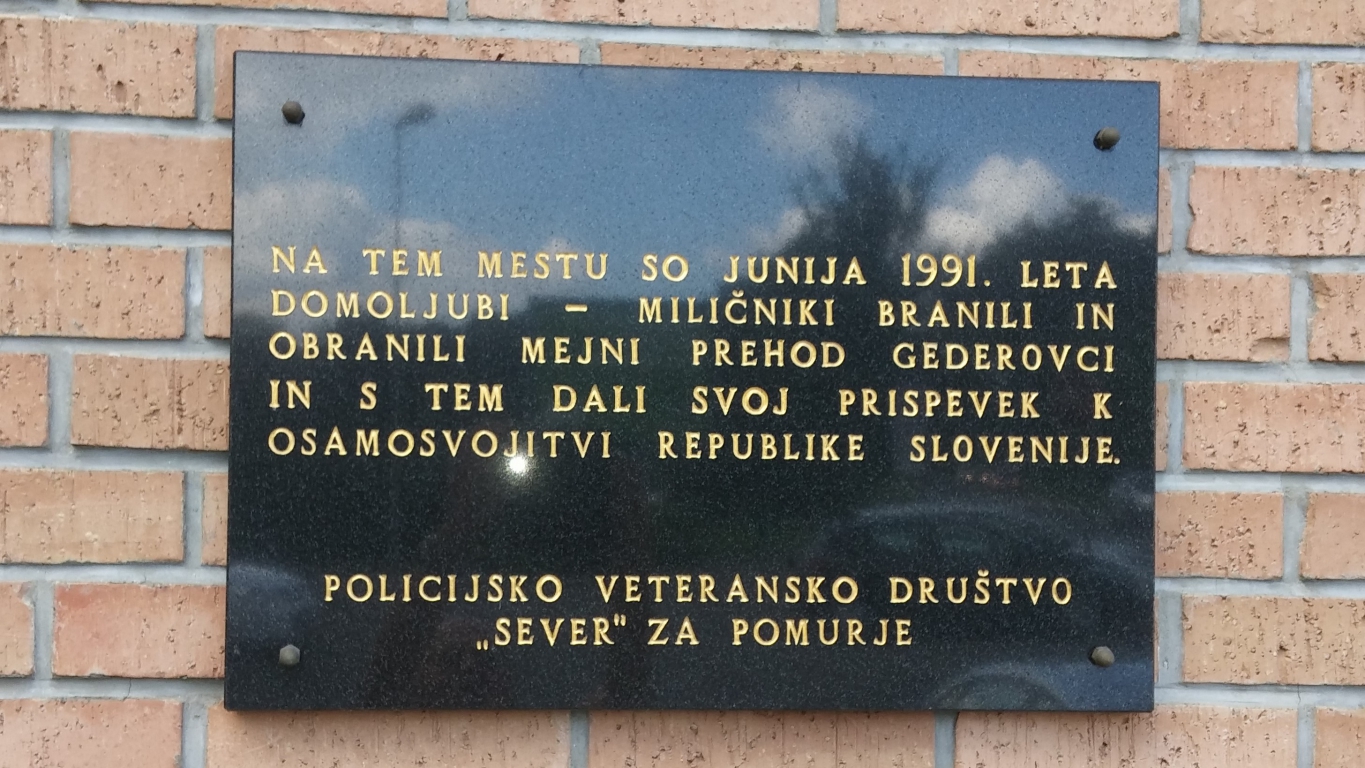 NA TEM MESTU SO JUNIJA 1991. LETA
DOMOLJUBI – MILIČNIKI BRANILI IN
OBRANILI MEJNI PREHOD GEDEROVCI
IN S TEM DALI SVOJ PRISPEVEK K
OSAMOSVOJITVI REPUBLIKE SLOVENIJE.
POLICIJSKO VETERANSKO DRUŠTVO
„SEVER" ZA POMURJE